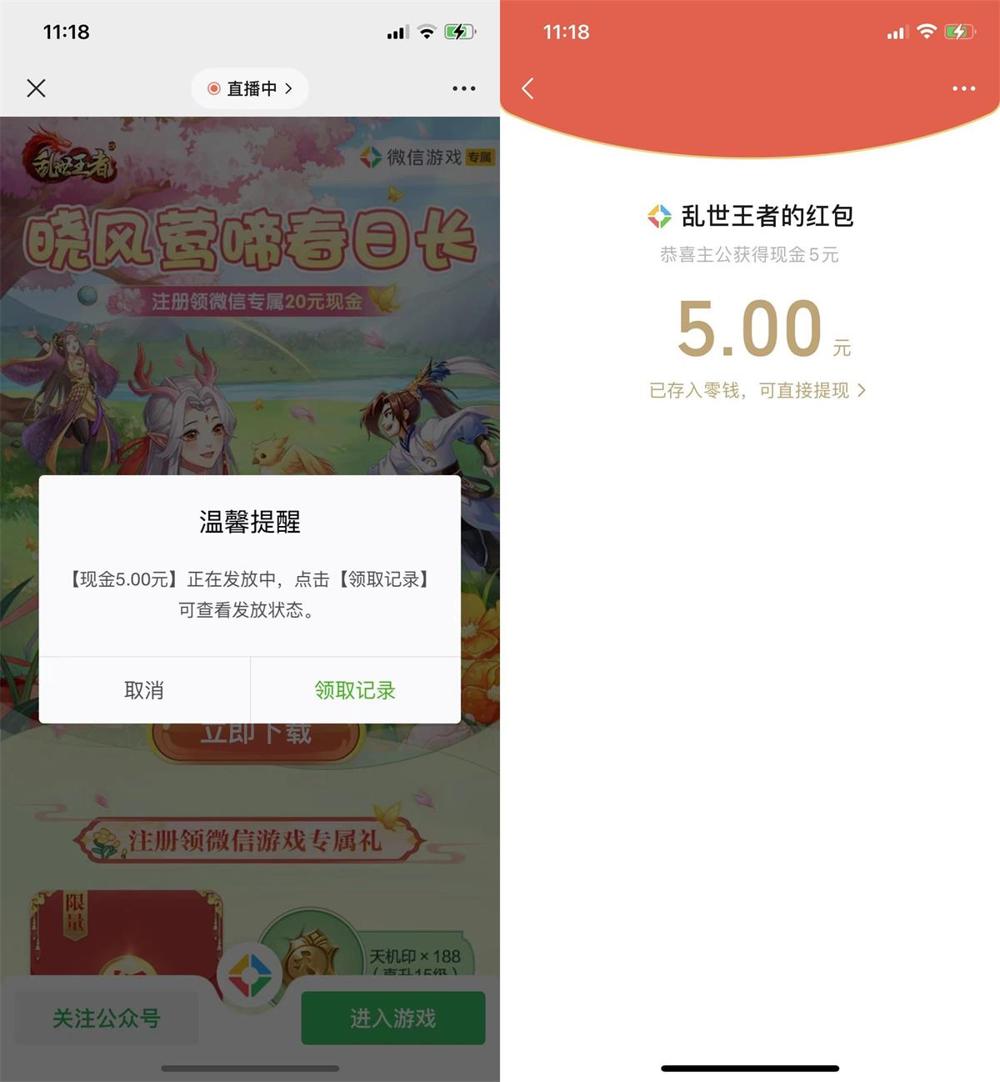 11:18
直播中
乱世王者
微信游戏 专属
晓风莺啼春日长
注册领微信专属20元现金
温馨提醒
【现金5.00元】正在发放中，点击【领取记录】
可查看发放状态。
取消
领取记录
立即下载
注册领微信游戏专属礼
限量
天机印×188
（直升15级）
关注公众号
进入游戏
11:18
乱世王者的红包
恭喜主公获得现金5元
5.00元
已存入零钱，可直接提现